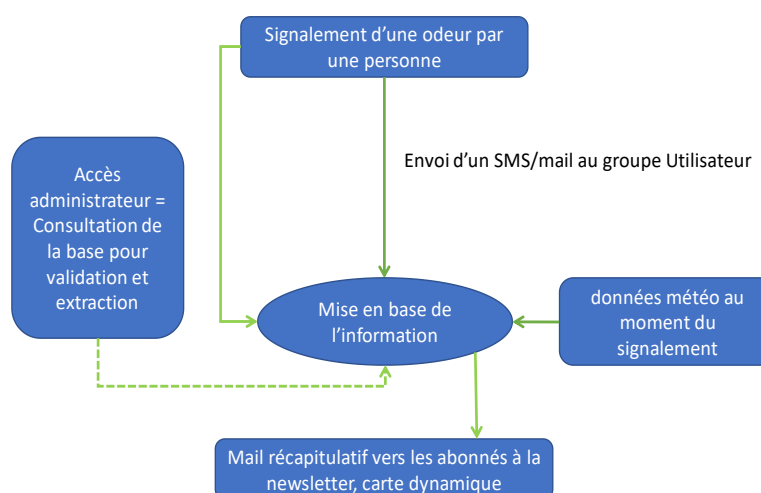 Signalement d'une odeur par
une personne
Envoi d'un SMS/mail au groupe Utilisateur
Accès
administrateur =
Consultation de
la base pour
validation et
extraction
Mise en base de
l'information
données météo au
moment du
signalement
Mail récapitulatif vers les abonnés à la
newsletter, carte dynamique